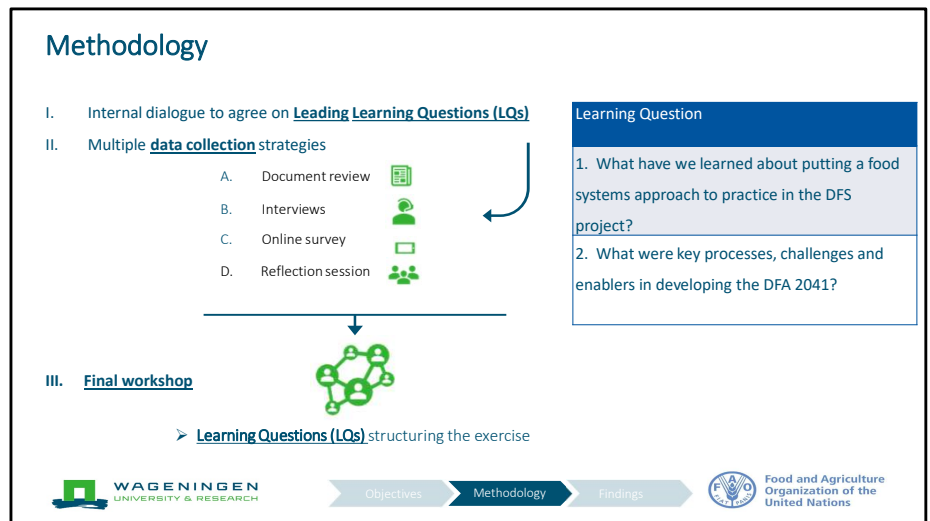 Methodology
I. Internal dialogue to agree on Leading Learning Questions (LQs)
II. Multiple data collection strategies
A. Document review
B. Interviews
C. Online survey
D. Reflection session
III. Final workshop
➢ Learning Questions (LQs) structuring the exercise
Learning Question
1. What have we learned about putting a food
systems approach to practice in the DFS
project?
2. What were key processes, challenges and
enablers in developing the DFA 2041?
WAGENINGEN
UNIVERSITY & RESEARCH
Objectives
Methodology
Findings
FAO
FIAT PANIS
Food and Agriculture
Organization of the
United Nations